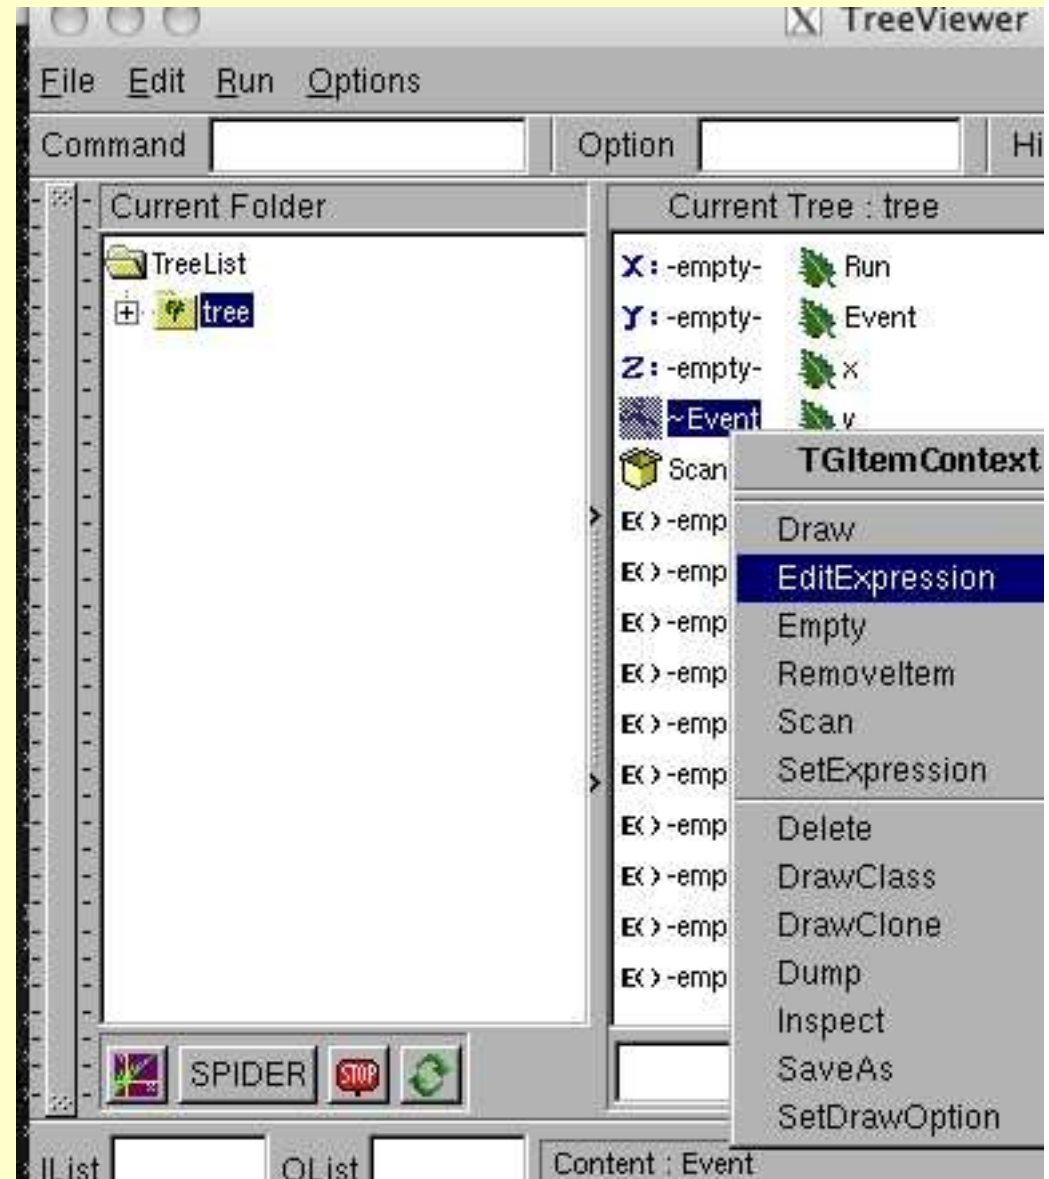 X TreeViewer
File Edit Run Options
Command Option Hi
Current Folder
TreeList
tree
Current Tree : tree
X: -empty- Run
Y: -empty- Event
Z: -empty- x
~Event y
Scan
E() -emp
E() -emp
E() -emp
E() -emp
E() -emp
E() -emp
E() -emp
E() -emp
E() -emp
E() -emp
TGItemContext
Draw
EditExpression
Empty
RemoveItem
Scan
SetExpression
Delete
DrawClass
DrawClone
Dump
Inspect
SaveAs
SetDrawOption
SPIDER STOP
IList OList Content : Event